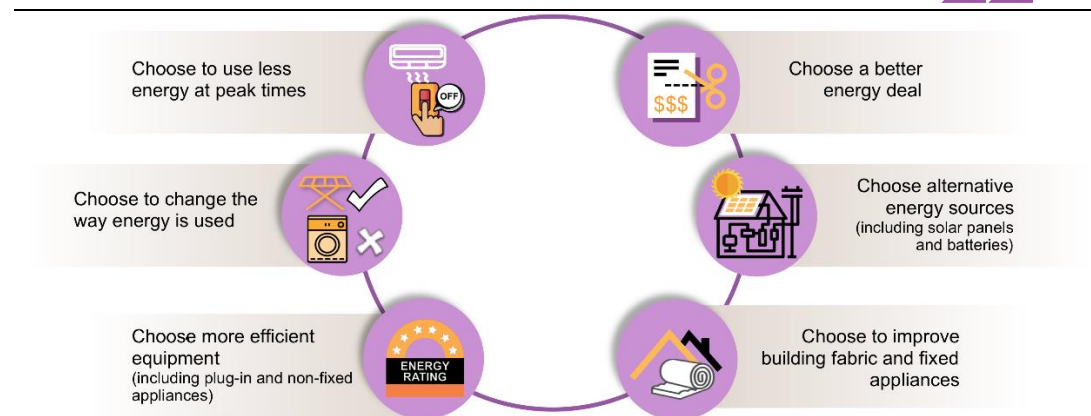 Choose to use less
energy at peak times
OFF
$$$
Choose a better
energy deal
Choose to change the
way energy is used
Choose alternative
energy sources
(including solar panels
and batteries)
Choose more efficient
equipment
(including plug-in and non-fixed
appliances)
ENERGY
RATING
Choose to improve
building fabric and fixed
appliances